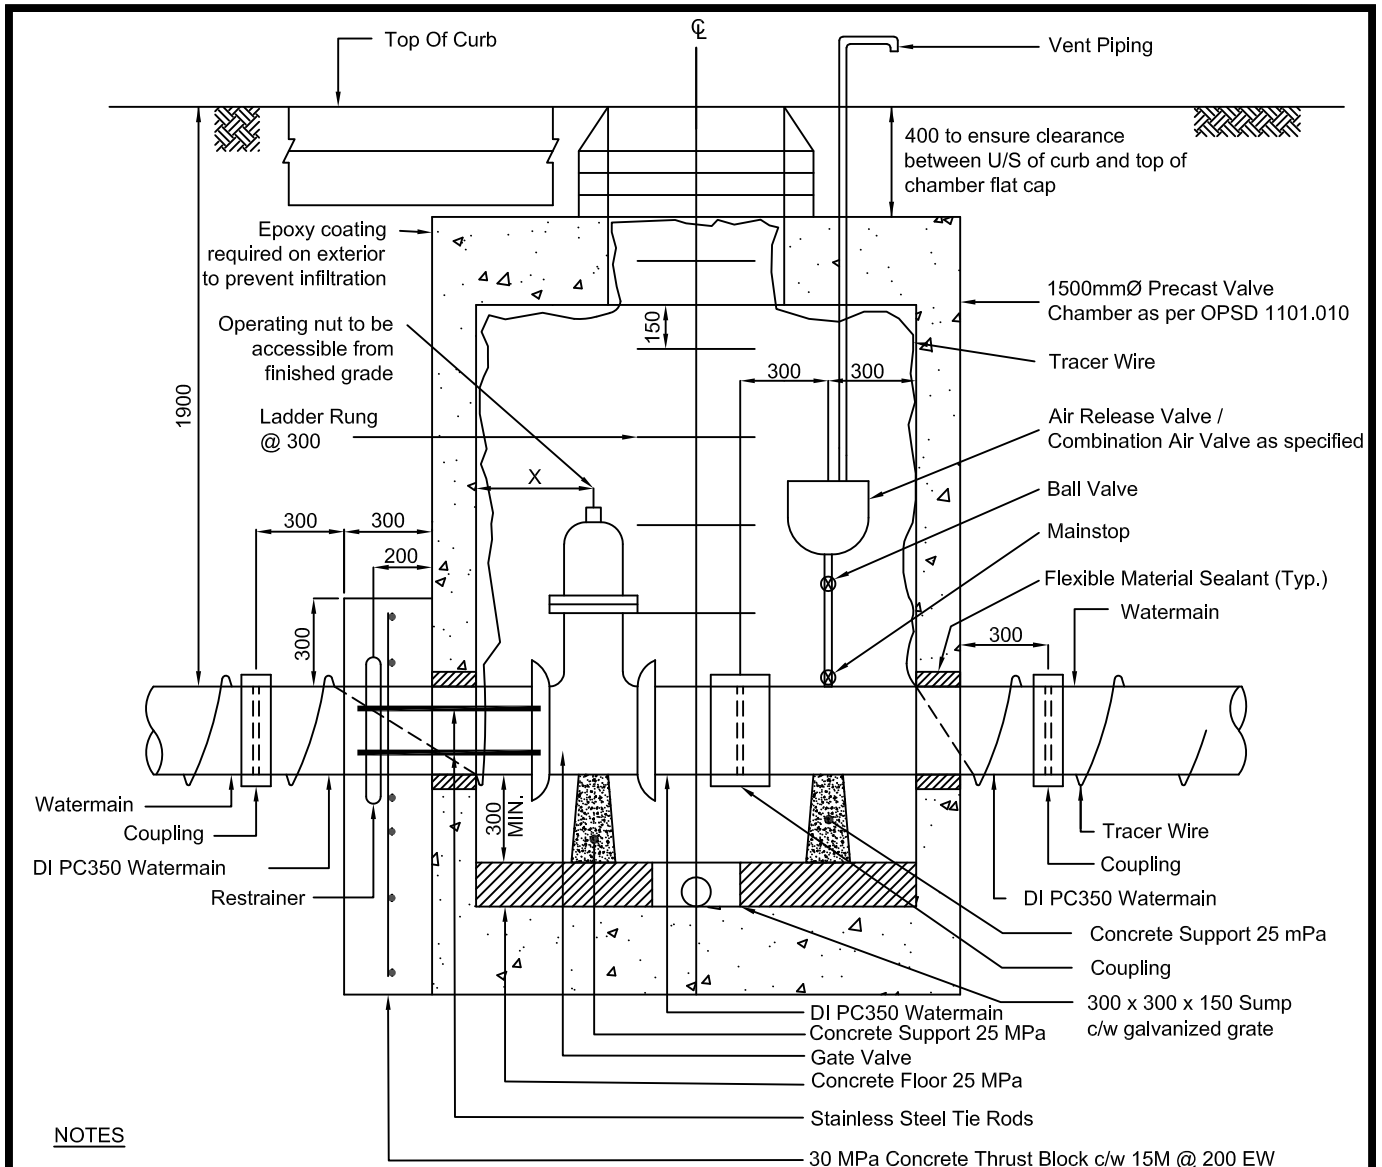 Top Of Curb
℄
Vent Piping
400 to ensure clearance
between U/S of curb and top of
chamber flat cap
Epoxy coating
required on exterior
to prevent infiltration
1500mmØ Precast Valve
Chamber as per OPSD 1101.010
Operating nut to be
accessible from
finished grade
150
Tracer Wire
300
300
1900
Ladder Rung
@ 300
Air Release Valve /
Combination Air Valve as specified
X
Ball Valve
300
300
Mainstop
200
Flexible Material Sealant (Typ.)
Watermain
300
300
Watermain
Coupling
DI PC350 Watermain
Restrainer
300
MIN.
Tracer Wire
Coupling
DI PC350 Watermain
Concrete Support 25 mPa
Coupling
300 x 300 x 150 Sump
c/w galvanized grate
DI PC350 Watermain
Concrete Support 25 MPa
Gate Valve
Concrete Floor 25 MPa
Stainless Steel Tie Rods
NOTES
30 MPa Concrete Thrust Block c/w 15M @ 200 EW